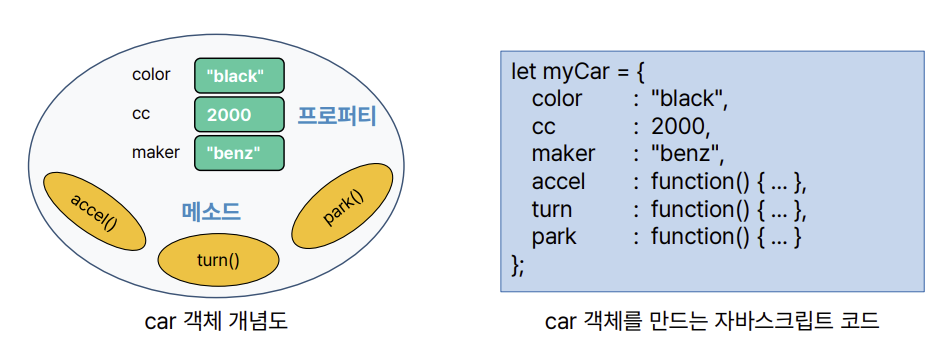 color "black"
cc 2000 프로퍼티
maker "benz"
accel() 메소드 park()
turn()
car 객체 개념도
let myCar = {
color : "black",
cc : 2000,
maker : "benz",
accel : function() { ... },
turn : function() { ... },
park : function() { ... }
};
car 객체를 만드는 자바스크립트 코드